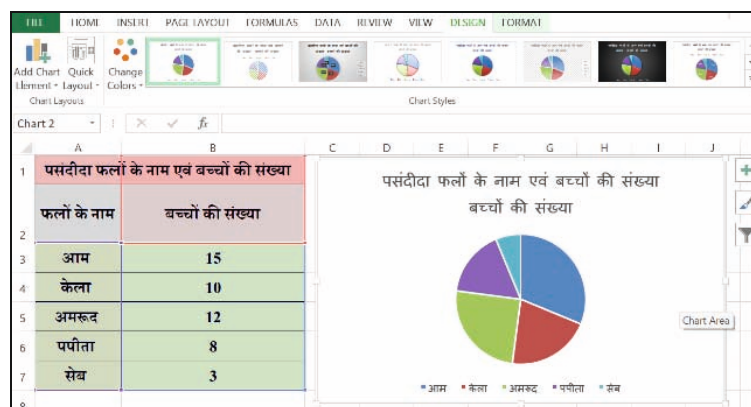 FILE HOME INSERT PAGE LAYOUT FORMULAS DATA REVIEW VIEW DESIGN FORMAT
Add Chart Quick Change
Element Layout Colors
Chart Layouts Chart Styles
Chart 2 fx
A B C D E F G H I J
1 पसंदीदा फलों के नाम एवं बच्चों की संख्या
2 फलों के नाम बच्चों की संख्या
3 आम 15
4 केला 10
5 अमरूद 12
6 पपीता 8
7 सेब 3
8
पसंदीदा फलों के नाम एवं बच्चों की संख्या
बच्चों की संख्या
Chart Area
आम केला अमरूद पपीता सेब